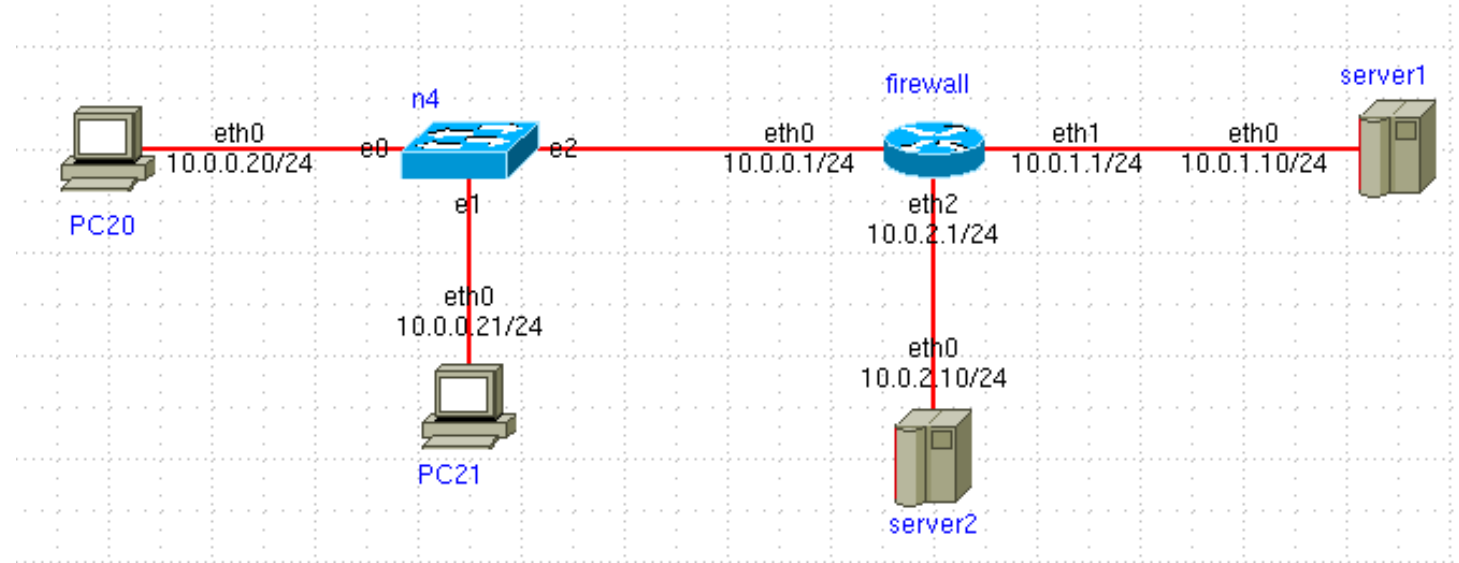 server1
firewall
n4
eth0
10.0.0.20/24
e0
e2
eth0
10.0.0.1/24
eth1
10.0.1.1/24
eth0
10.0.1.10/24
PC20
e1
eth2
10.0.2.1/24
eth0
10.0.0.21/24
eth0
10.0.2.10/24
PC21
server2